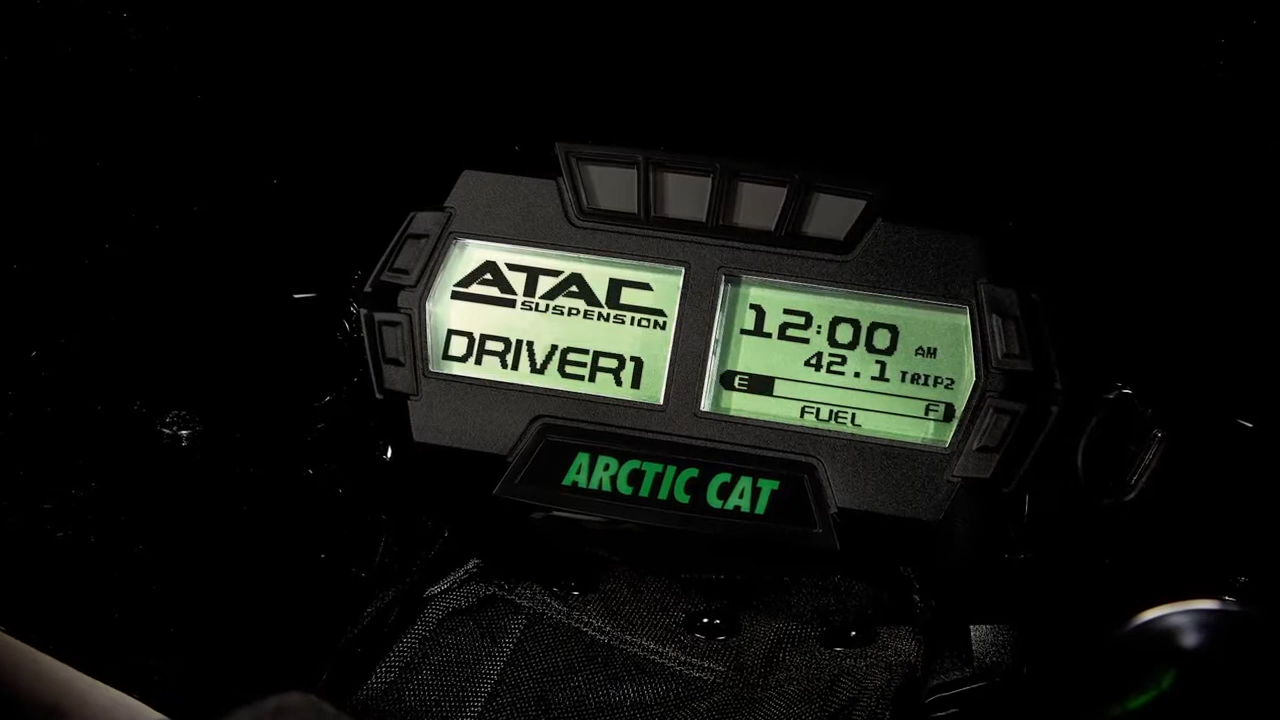 ATAC
SUSPENSION
DRIVER1
12:00 AM
42.1 TRIP2
E F
FUEL
ARCTIC CAT